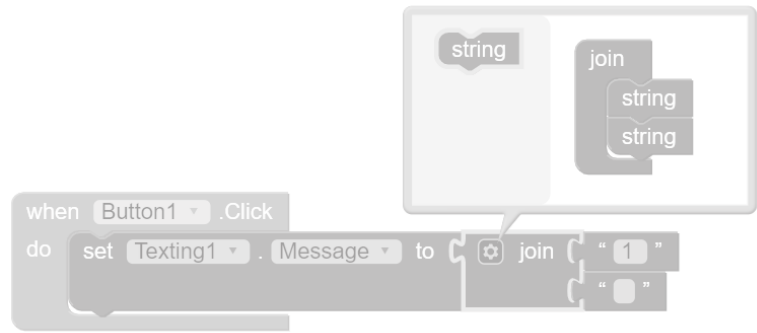 string
join
string
string
when Button1 .Click
do set Texting1 . Message to join “ 1 ”
“ ”